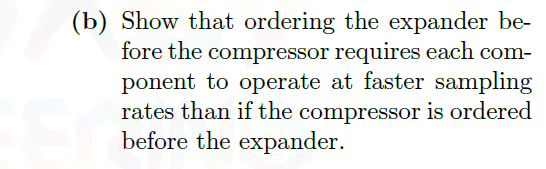 (b) Show that ordering the expander be-
fore the compressor requires each com-
ponent to operate at faster sampling
rates than if the compressor is ordered
before the expander.